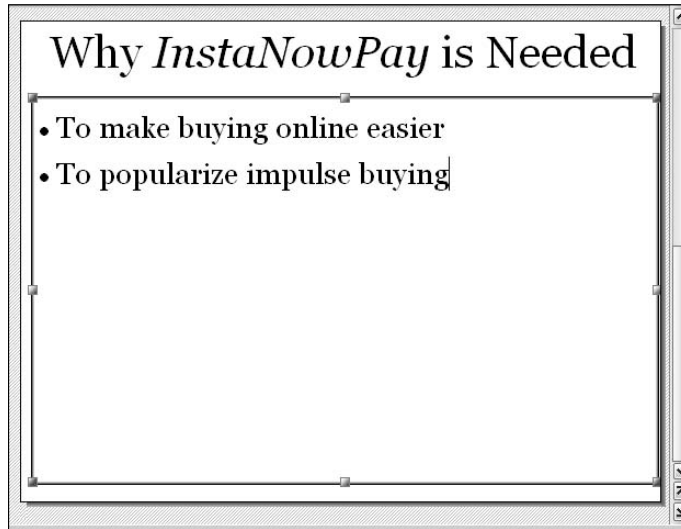 Why InstaNowPay is Needed
• To make buying online easier
• To popularize impulse buying